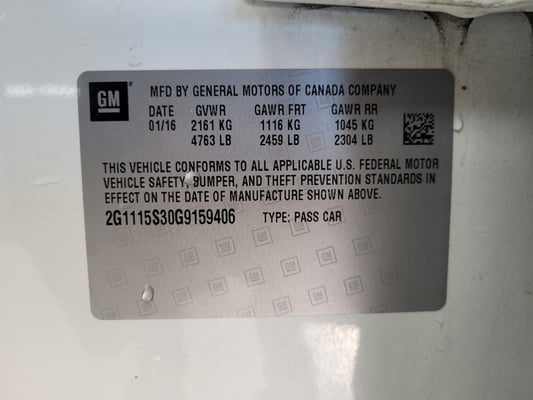 GM
MFD BY GENERAL MOTORS OF CANADA COMPANY
DATE GVWR GAWR FRT GAWR RR
01/16 2161 KG 1116 KG 1045 KG
4763 LB 2459 LB 2304 LB
THIS VEHICLE CONFORMS TO ALL APPLICABLE U.S. FEDERAL MOTOR
VEHICLE SAFETY, BUMPER, AND THEFT PREVENTION STANDARDS IN
EFFECT ON THE DATE OF MANUFACTURE SHOWN ABOVE.
2G1115S30G9159406 TYPE: PASS CAR